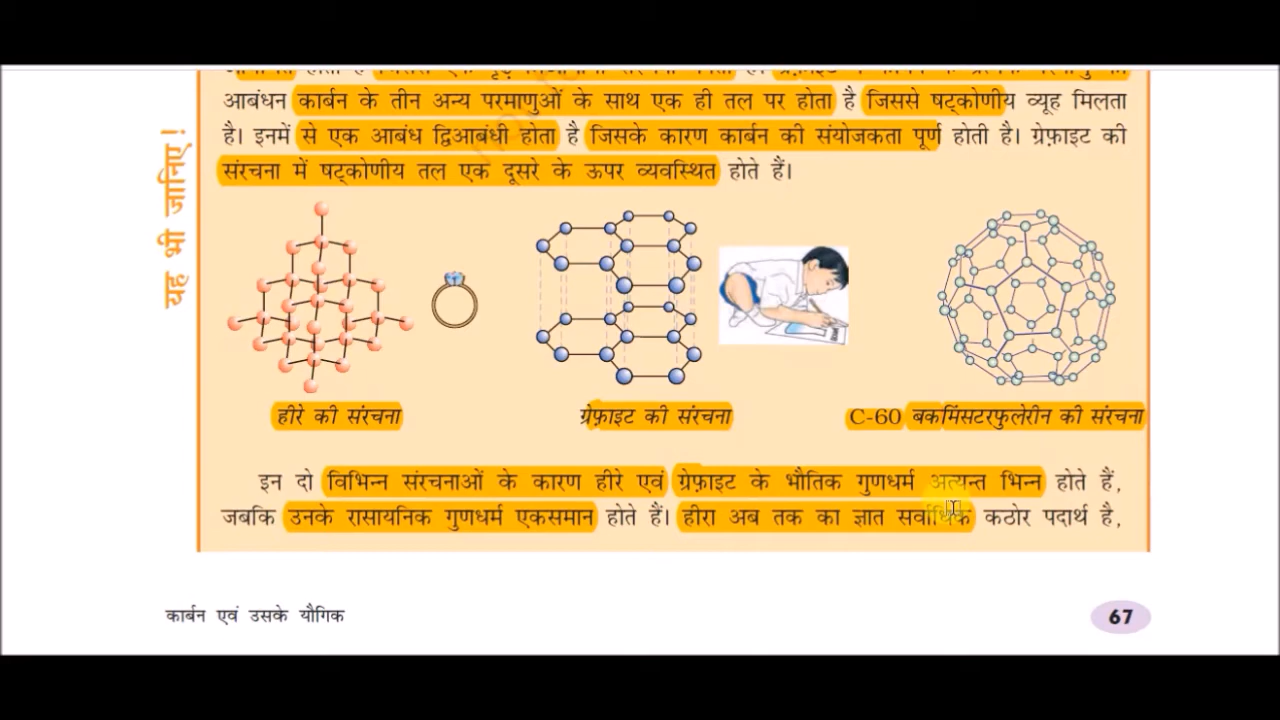 आबंधन कार्बन के तीन अन्य परमाणुओं के साथ एक ही तल पर होता है जिससे षट्कोणीय व्यूह मिलता
है। इनमें से एक आबंध द्विआबंधी होता है जिसके कारण कार्बन की संयोजकता पूर्ण होती है। ग्रेफ़ाइट की
संरचना में षट्कोणीय तल एक दूसरे के ऊपर व्यवस्थित होते हैं।
यह भी जानिए!
हीरे की संरचना
ग्रेफ़ाइट की संरचना
C-60 बकमिंसटरफुलेरीन की संरचना
इन दो विभिन्न संरचनाओं के कारण हीरे एवं ग्रेफ़ाइट के भौतिक गुणधर्म अत्यन्त भिन्न होते हैं,
जबकि उनके रासायनिक गुणधर्म एकसमान होते हैं। हीरा अब तक का ज्ञात सर्वाधिक कठोर पदार्थ है,
कार्बन एवं उसके यौगिक
67